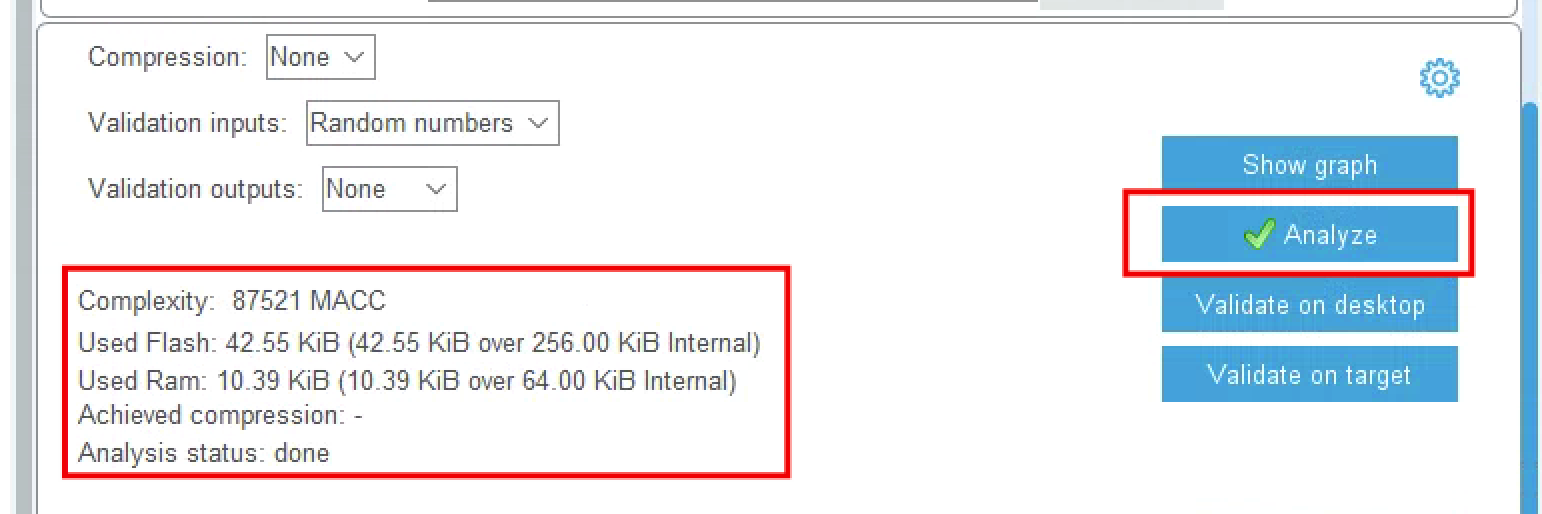 Compression: None
Validation inputs: Random numbers
Validation outputs: None
Show graph
Analyze
Validate on desktop
Validate on target
Complexity: 87521 MACC
Used Flash: 42.55 KiB (42.55 KiB over 256.00 KiB Internal)
Used Ram: 10.39 KiB (10.39 KiB over 64.00 KiB Internal)
Achieved compression: -
Analysis status: done